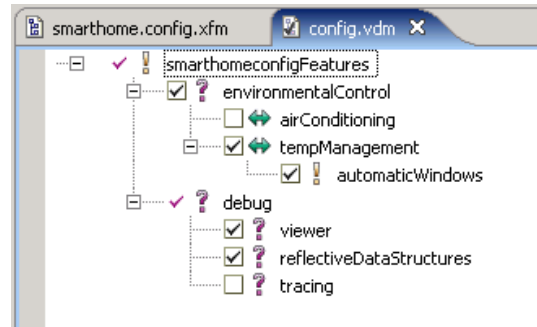 smarthome.config.xfm config.vdm
smarthomeconfigFeatures
environmentalControl
airConditioning
tempManagement
automaticWindows
debug
viewer
reflectiveDataStructures
tracing